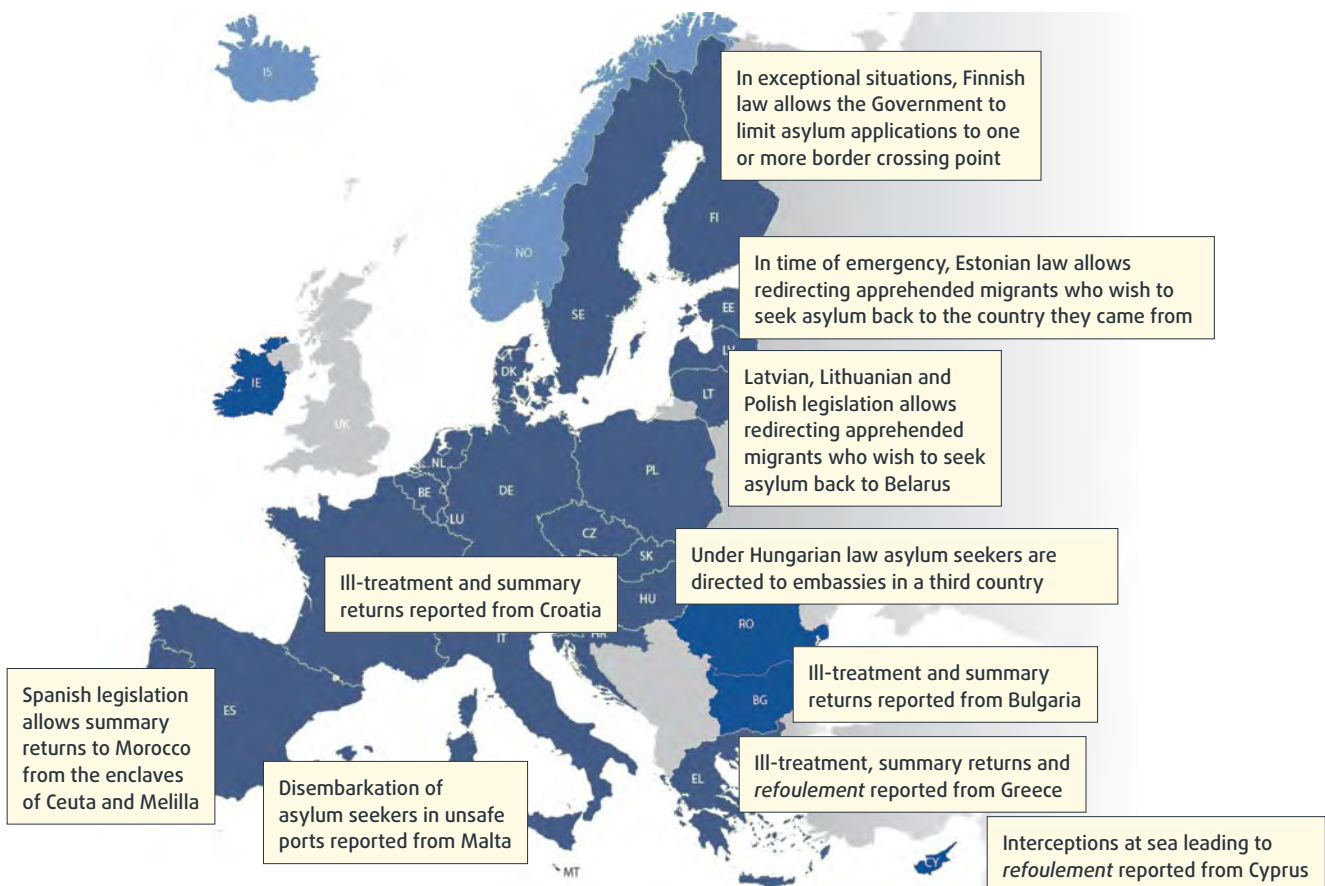 IS
In exceptional situations, Finnish
law allows the Government to
limit asylum applications to one
or more border crossing point
FI
NO
In time of emergency, Estonian law allows
redirecting apprehended migrants who wish to
seek asylum back to the country they came from
SE
EE
LV
DK
LT
Latvian, Lithuanian and
Polish legislation allows
redirecting apprehended
migrants who wish to seek
asylum back to Belarus
IE
UK
NL
PL
BE
DE
LU
CZ
SK
Under Hungarian law asylum seekers are
directed to embassies in a third country
Ill-treatment and summary
returns reported from Croatia
HU
RO
IT
HR
Ill-treatment and summary
returns reported from Bulgaria
BG
Spanish legislation
allows summary
returns to Morocco
from the enclaves
of Ceuta and Melilla
ES
Ill-treatment, summary returns and
refoulement reported from Greece
EL
Disembarkation of
asylum seekers in unsafe
ports reported from Malta
MT
Interceptions at sea leading to
refoulement reported from Cyprus
CY